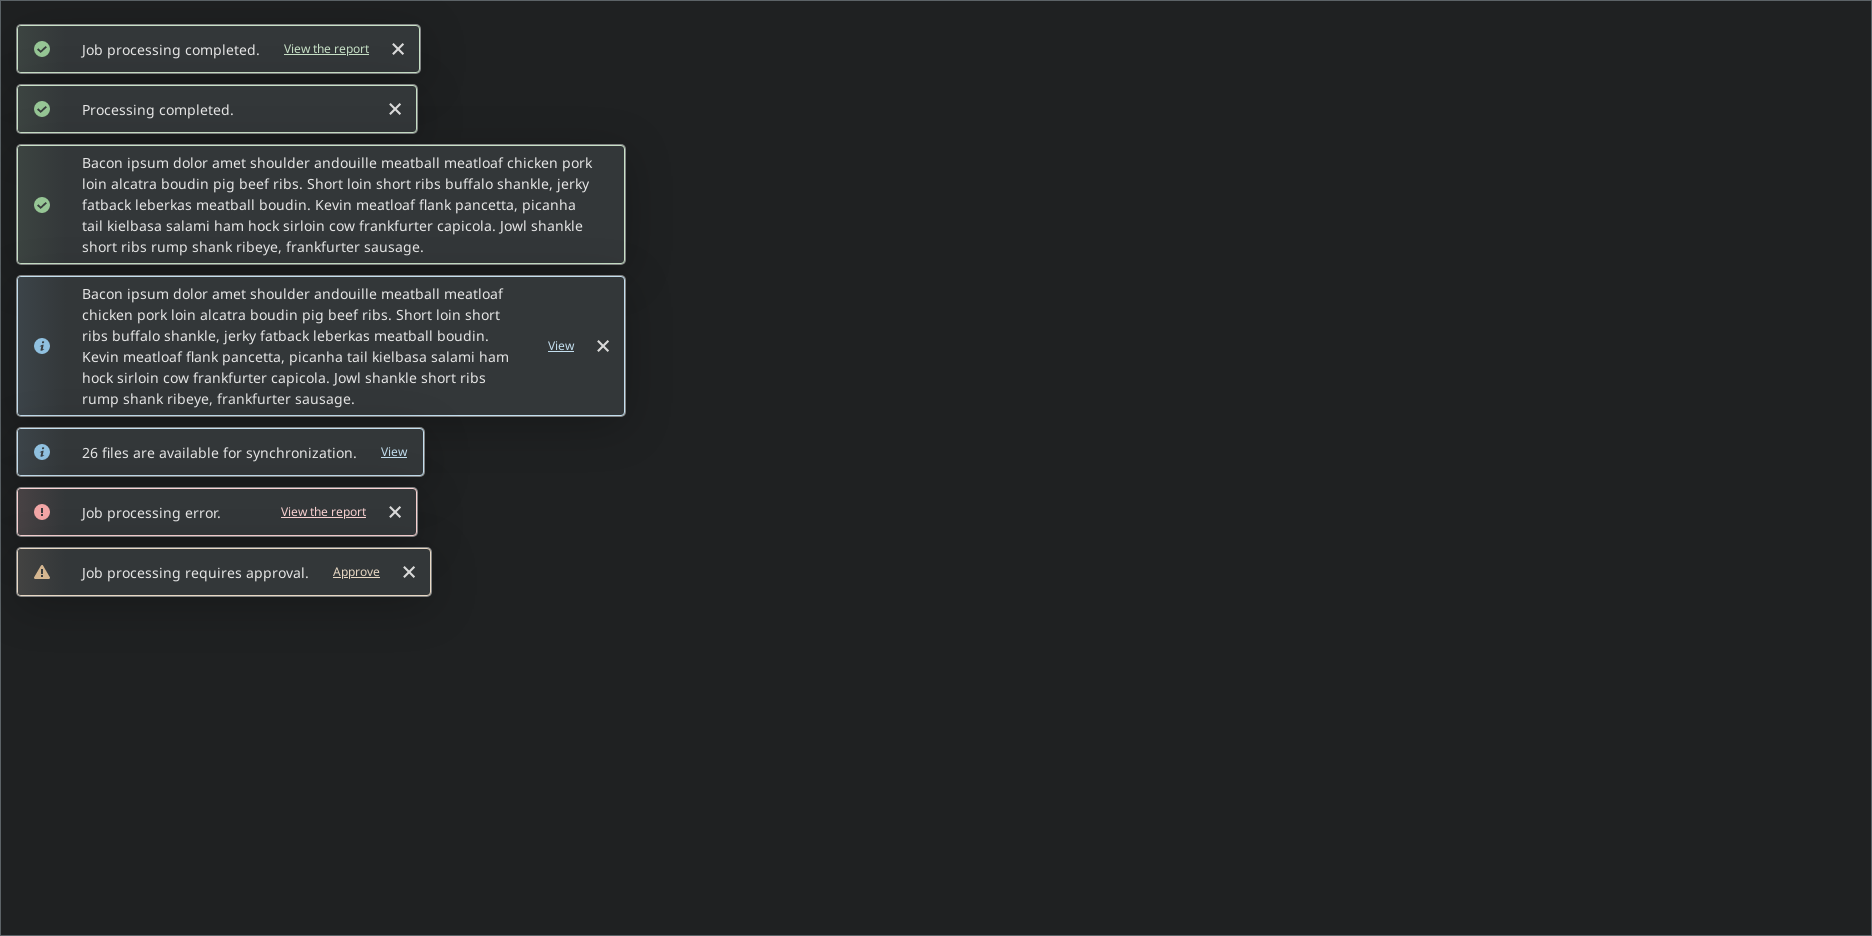 Job processing completed. View the report
Processing completed.
Bacon ipsum dolor amet shoulder andouille meatball meatloaf chicken pork
loin alcatra boudin pig beef ribs. Short loin short ribs buffalo shankle, jerky
fatback leberkas meatball boudin. Kevin meatloaf flank pancetta, picanha
tail kielbasa salami ham hock sirloin cow frankfurter capicola. Jowl shankle
short ribs rump shank ribeye, frankfurter sausage.
Bacon ipsum dolor amet shoulder andouille meatball meatloaf
chicken pork loin alcatra boudin pig beef ribs. Short loin short
ribs buffalo shankle, jerky fatback leberkas meatball boudin.
Kevin meatloaf flank pancetta, picanha tail kielbasa salami ham
hock sirloin cow frankfurter capicola. Jowl shankle short ribs
rump shank ribeye, frankfurter sausage.
View
26 files are available for synchronization. View
Job processing error. View the report
Job processing requires approval. Approve